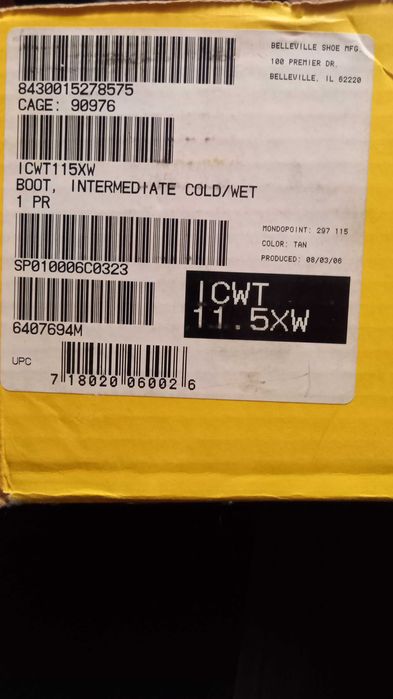 BELLEVILLE SHOE MFG.
100 PREMIER DR.
BELLEVILLE, IL 62220
8430015278575
CAGE: 90976
ICWT115XW
BOOT, INTERMEDIATE COLD/WET
1 PR
MONDOPOINT: 297 115
COLOR: TAN
PRODUCED: 08/03/06
SP010006C0323
ICWT
11.5XW
6407694M
UPC
7 18020 06002 6